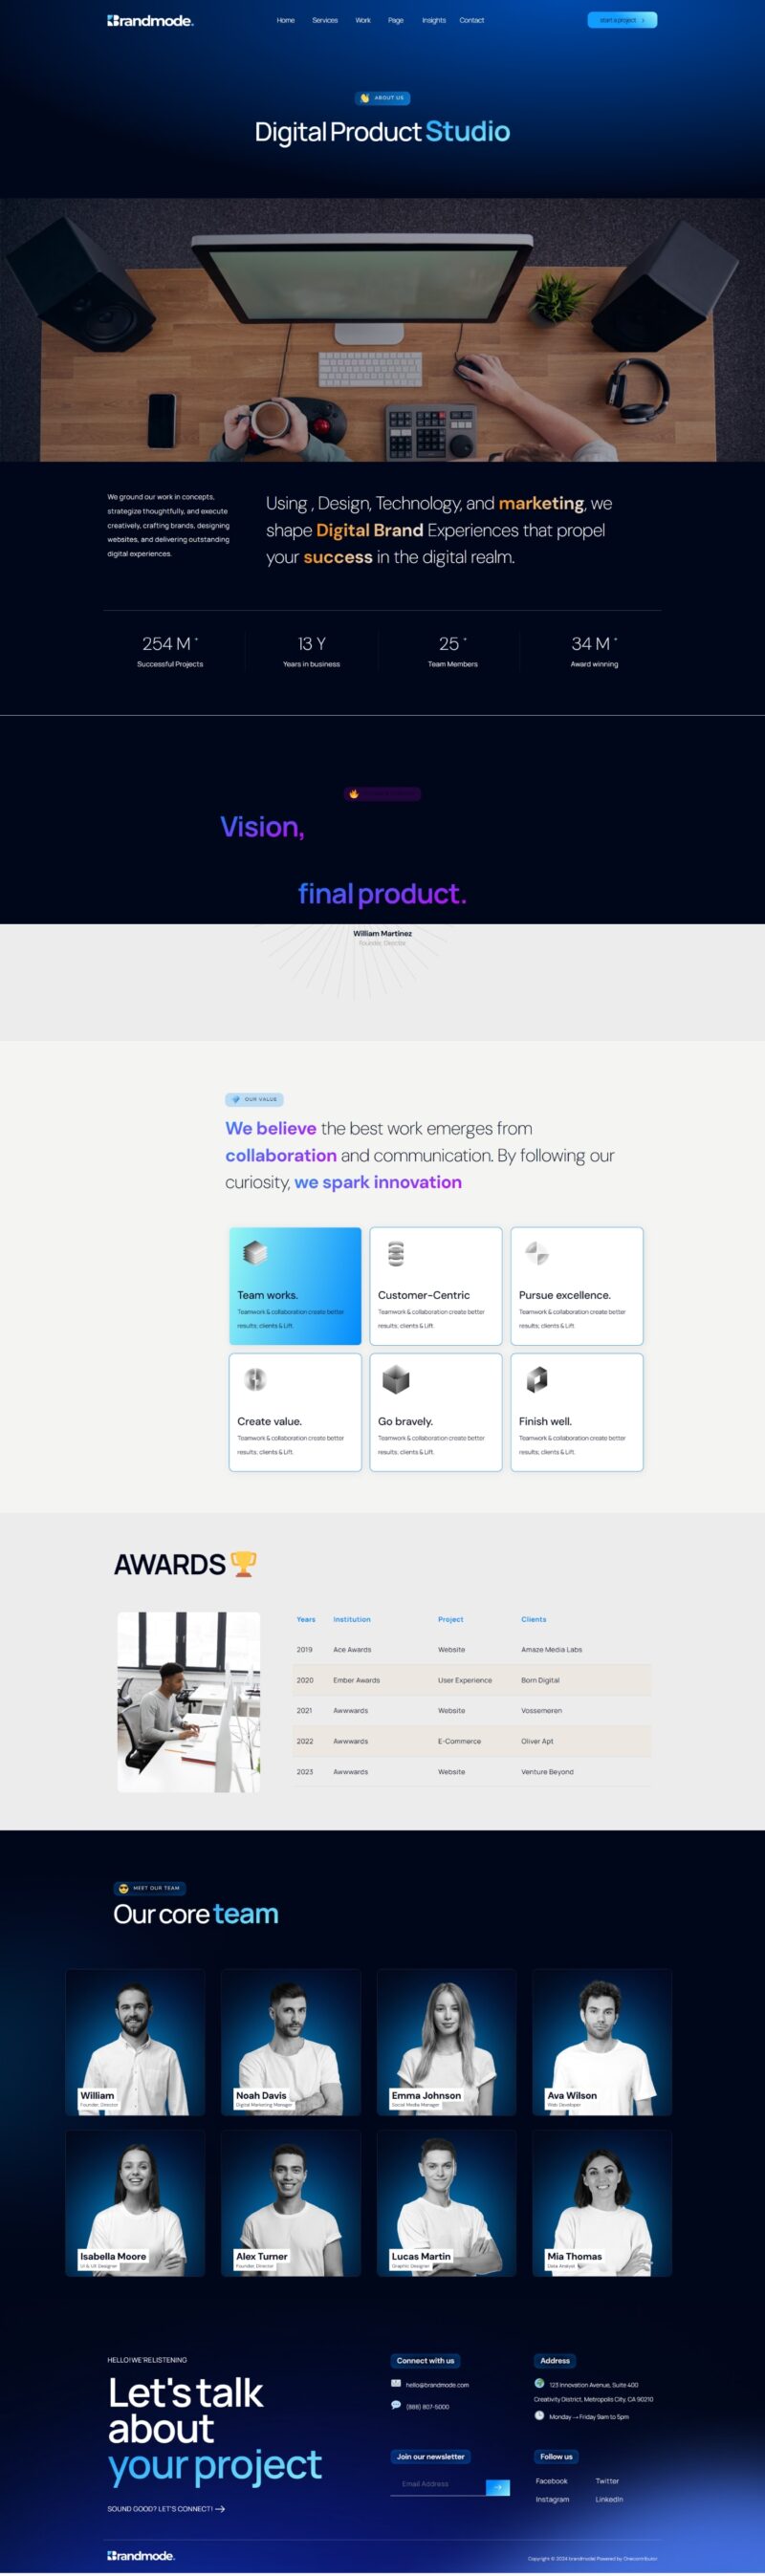 Brandmode.
Home Services Work Page Insights Contact
start a project
ABOUT US
Digital Product Studio
We ground our work in concepts,
strategize thoughtfully, and execute
creatively, crafting brands, designing
websites, and delivering outstanding
digital experiences.
Using , Design, Technology, and marketing, we
shape Digital Brand Experiences that propel
your success in the digital realm.
254 M +
Successful Projects
13 Y
Years in business
25 +
Team Members
34 M +
Award winning
Vision,
final product.
William Martinez
Founder, Director
OUR VALUE
We believe the best work emerges from
collaboration and communication. By following our
curiosity, we spark innovation
Team works.
Teamwork & collaboration create better
results; clients & Lift.
Customer-Centric
Teamwork & collaboration create better
results; clients & Lift.
Pursue excellence.
Teamwork & collaboration create better
results; clients & Lift.
Create value.
Teamwork & collaboration create better
results; clients & Lift.
Go bravely.
Teamwork & collaboration create better
results; clients & Lift.
Finish well.
Teamwork & collaboration create better
results; clients & Lift.
AWARDS
Years Institution Project Clients
2019 Ace Awards Website Amaze Media Labs
2020 Ember Awards User Experience Born Digital
2021 Awwwards Website Vossemeren
2022 Awwwards E-Commerce Oliver Apt
2023 Awwwards Website Venture Beyond
MEET OUR TEAM
Our core team
William
Founder, Director
Noah Davis
Digital Marketing Manager
Emma Johnson
Social Media Manager
Ava Wilson
Web Developer
Isabella Moore
UI & UX Designer
Alex Turner
Founder, Director
Lucas Martin
Graphic Designer
Mia Thomas
Data Analyst
HELLO! WE'RE LISTENING
Let's talk
about
your project
SOUND GOOD? LET'S CONNECT!
Connect with us
hello@brandmode.com
(888) 807-5000
Address
123 Innovation Avenue, Suite 400
Creativity District, Metropolis City, CA 90210
Monday → Friday 9am to 5pm
Join our newsletter
Email Address
Follow us
Facebook Twitter
Instagram LinkedIn
Brandmode.
Copyright © 2024 brandmode| Powered by Onecontributor